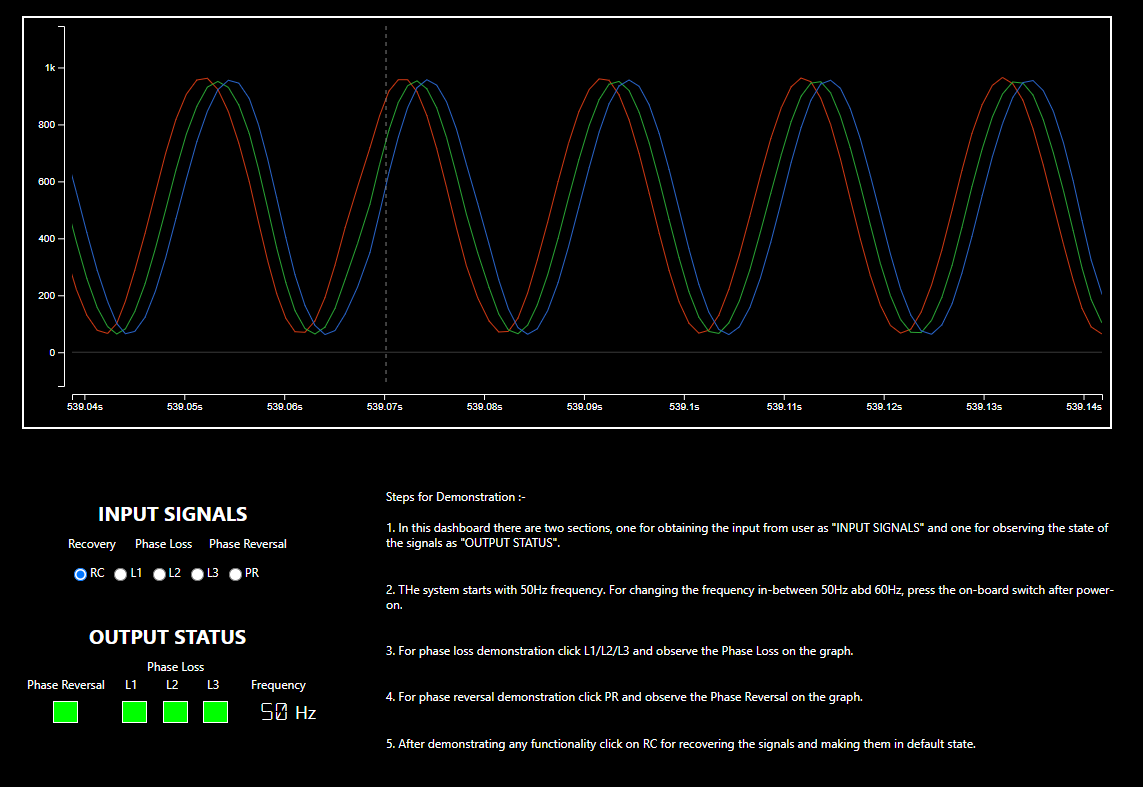 1k
800
600
400
200
0
539.04s 539.05s 539.06s 539.07s 539.08s 539.09s 539.1s 539.11s 539.12s 539.13s 539.14s
INPUT SIGNALS
Recovery Phase Loss Phase Reversal
RC L1 L2 L3 PR
OUTPUT STATUS
Phase Loss
Phase Reversal L1 L2 L3 Frequency
50 Hz
Steps for Demonstration :-
1. In this dashboard there are two sections, one for obtaining the input from user as "INPUT SIGNALS" and one for observing the state of
the signals as "OUTPUT STATUS".
2. THe system starts with 50Hz frequency. For changing the frequency in-between 50Hz abd 60Hz, press the on-board switch after power-
on.
3. For phase loss demonstration click L1/L2/L3 and observe the Phase Loss on the graph.
4. For phase reversal demonstration click PR and observe the Phase Reversal on the graph.
5. After demonstrating any functionality click on RC for recovering the signals and making them in default state.